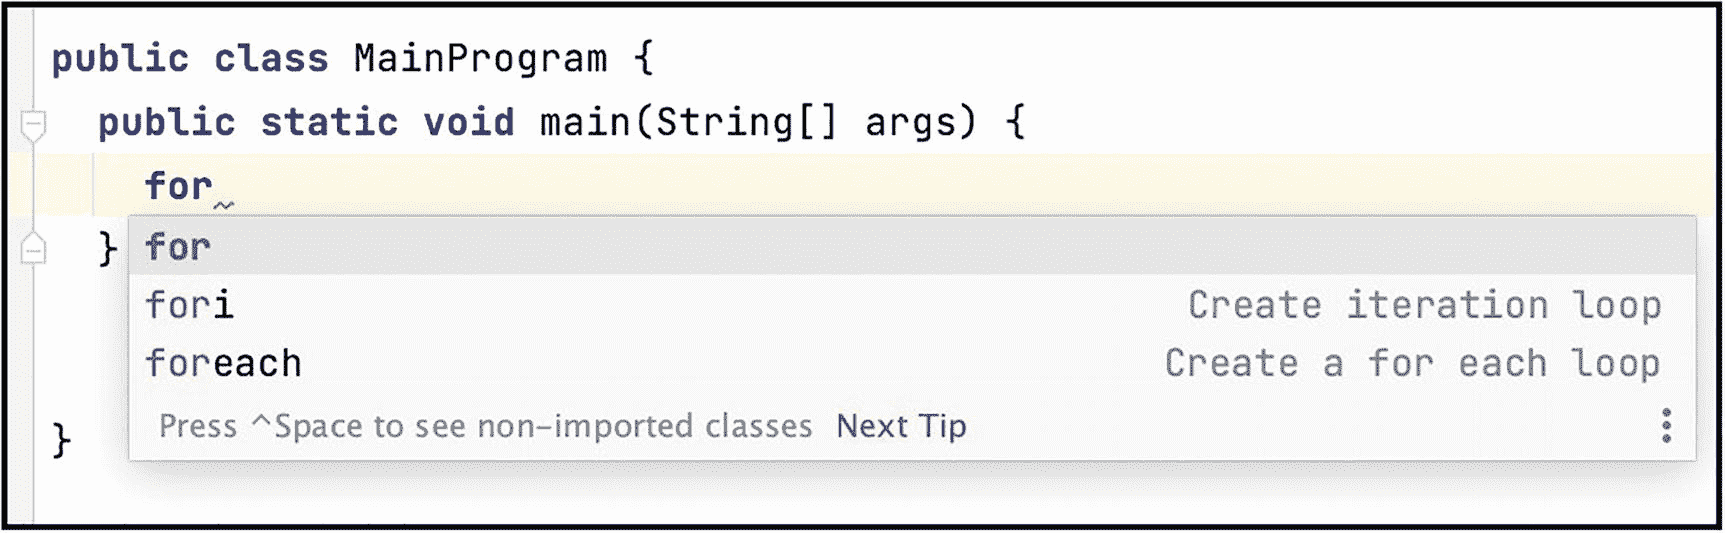 public class MainProgram {
public static void main(String[] args) {
for
} for
fori Create iteration loop
foreach Create a for each loop
Press ^Space to see non-imported classes Next Tip
}